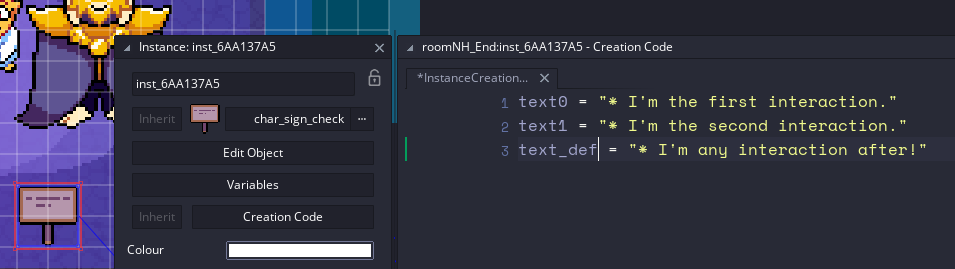 Instance: inst_6AA137A5
inst_6AA137A5
Inherit
char_sign_check
...
Edit Object
Variables
Inherit
Creation Code
Colour
roomNH_End:inst_6AA137A5 - Creation Code
*InstanceCreation...
1 text0 = "* I'm the first interaction."
2 text1 = "* I'm the second interaction."
3 text_def = "* I'm any interaction after!"